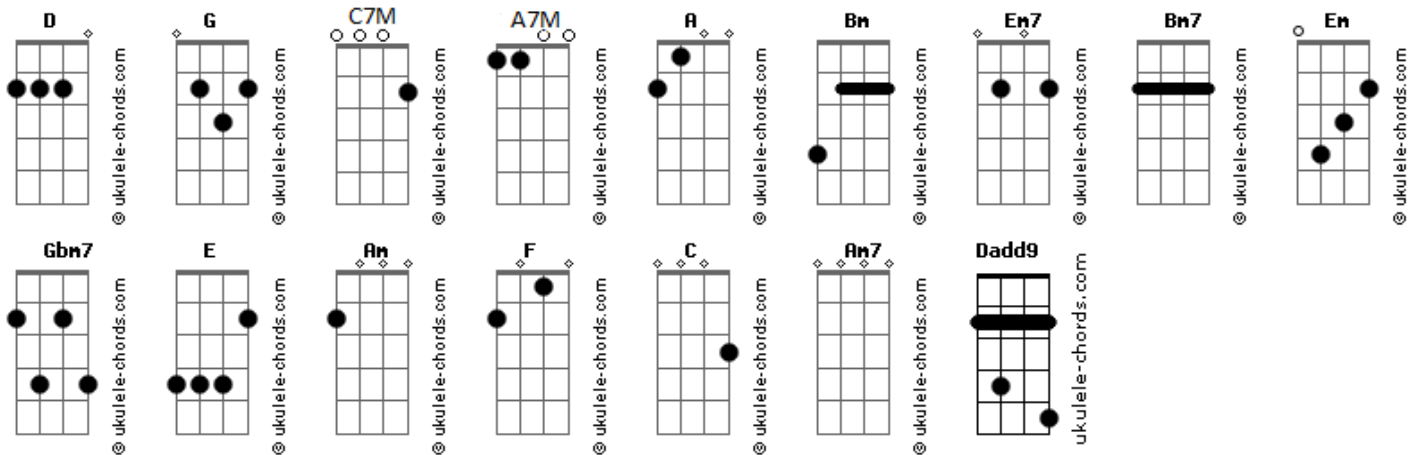 D G C7M A7M A Bm Em7 Bm7 Em
© ukulele-chords.com © ukulele-chords.com © ukulele-chords.com © ukulele-chords.com © ukulele-chords.com © ukulele-chords.com © ukulele-chords.com © ukulele-chords.com © ukulele-chords.com
Gbm7 E Am F C Am7 Dadd9
© ukulele-chords.com © ukulele-chords.com © ukulele-chords.com © ukulele-chords.com © ukulele-chords.com © ukulele-chords.com ukulele-chords.com